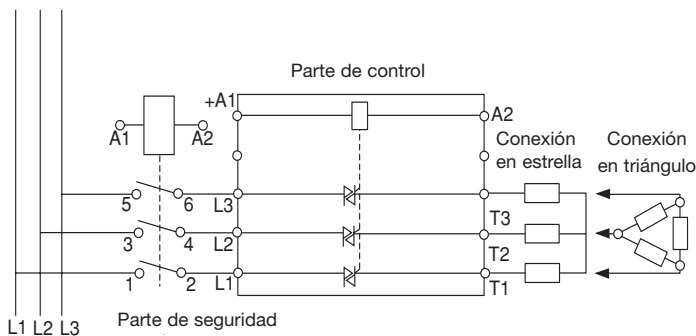 Parte de control
+A1
A2
A1
A2
Conexión
en estrella
Conexión
en triángulo
5
6
L3
T3
3
4
L2
T2
1
2
L1
T1
L1 L2 L3
Parte de seguridad